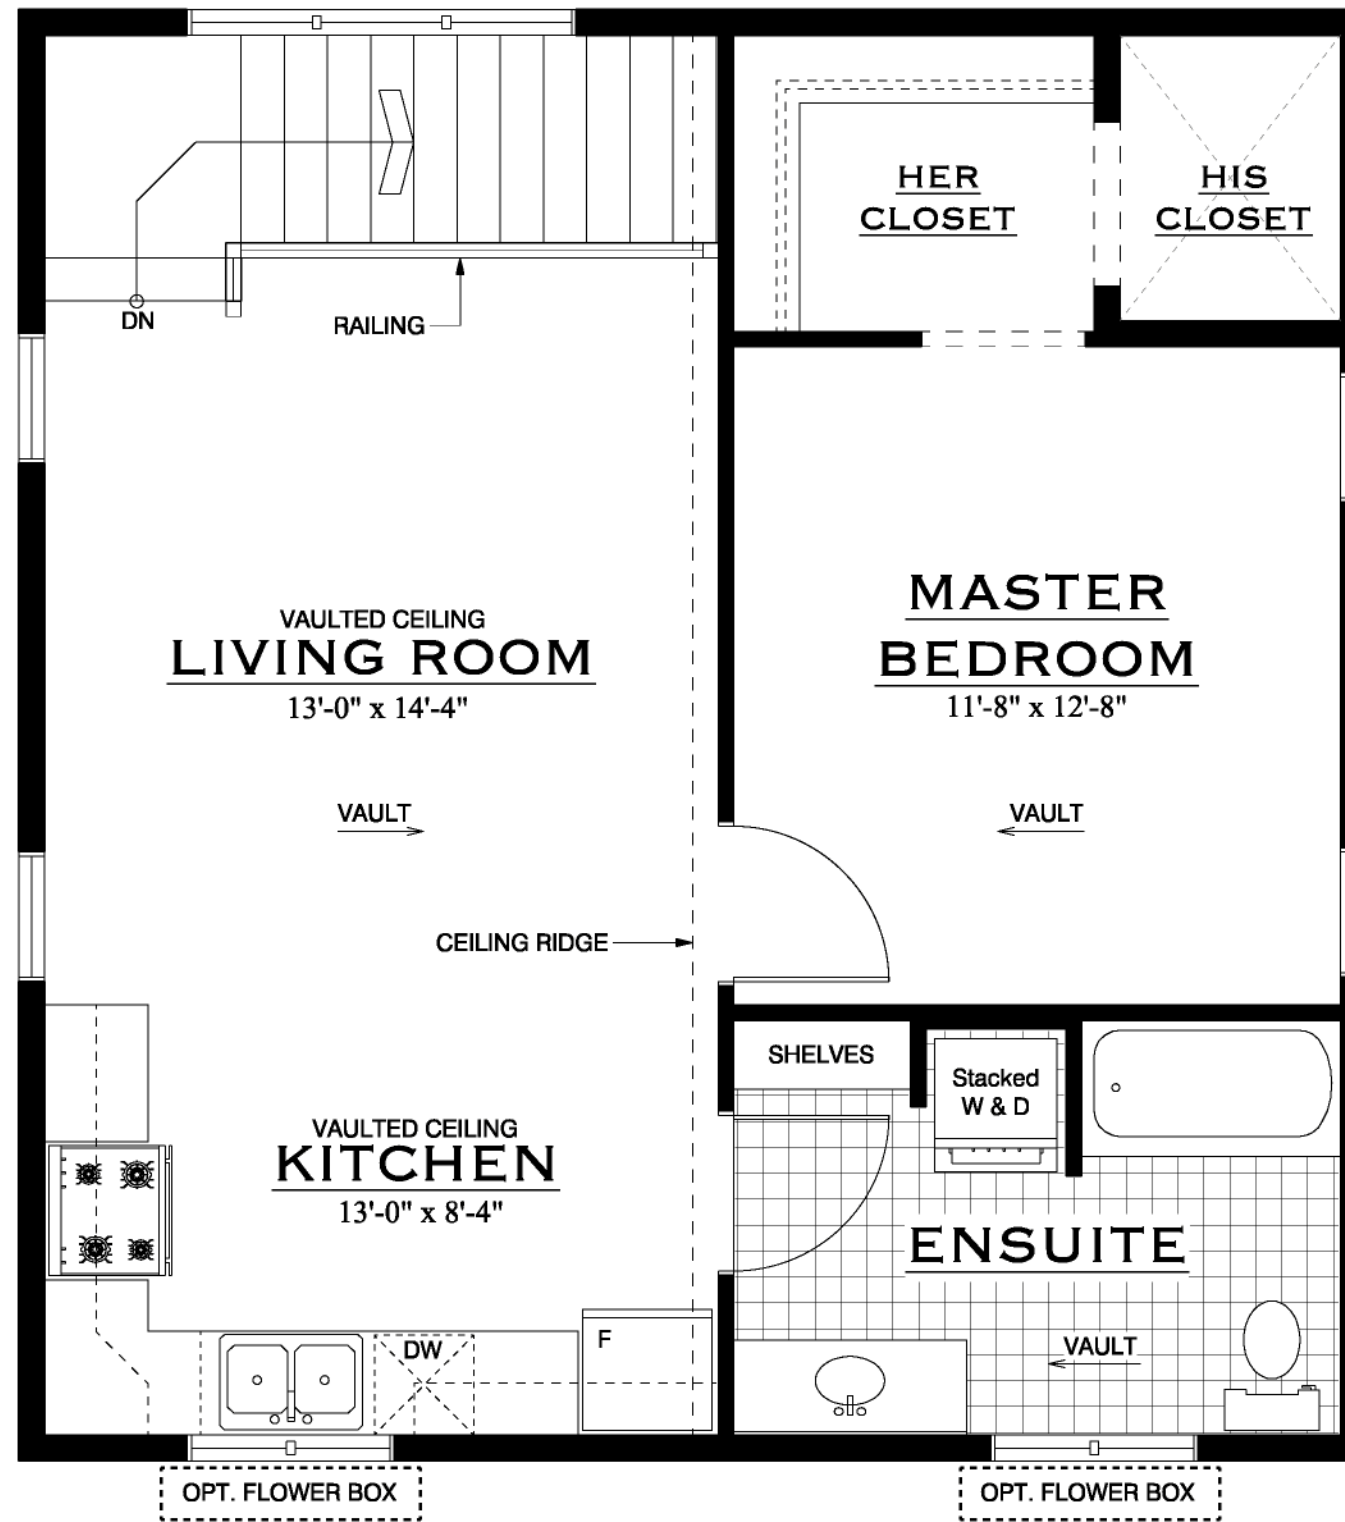 HER
CLOSET
HIS
CLOSET
DN
RAILING
VAULTED CEILING
LIVING ROOM
13'-0" x 14'-4"
MASTER
BEDROOM
11'-8" x 12'-8"
VAULT
VAULT
CEILING RIDGE
SHELVES
Stacked
W & D
VAULTED CEILING
KITCHEN
13'-0" x 8'-4"
ENSUITE
F
DW
VAULT
OPT. FLOWER BOX
OPT. FLOWER BOX